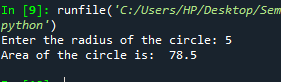 In [9]: runfile('C:/Users/HP/Desktop/Sem
python')
Enter the radius of the circle: 5
Area of the circle is:  78.5